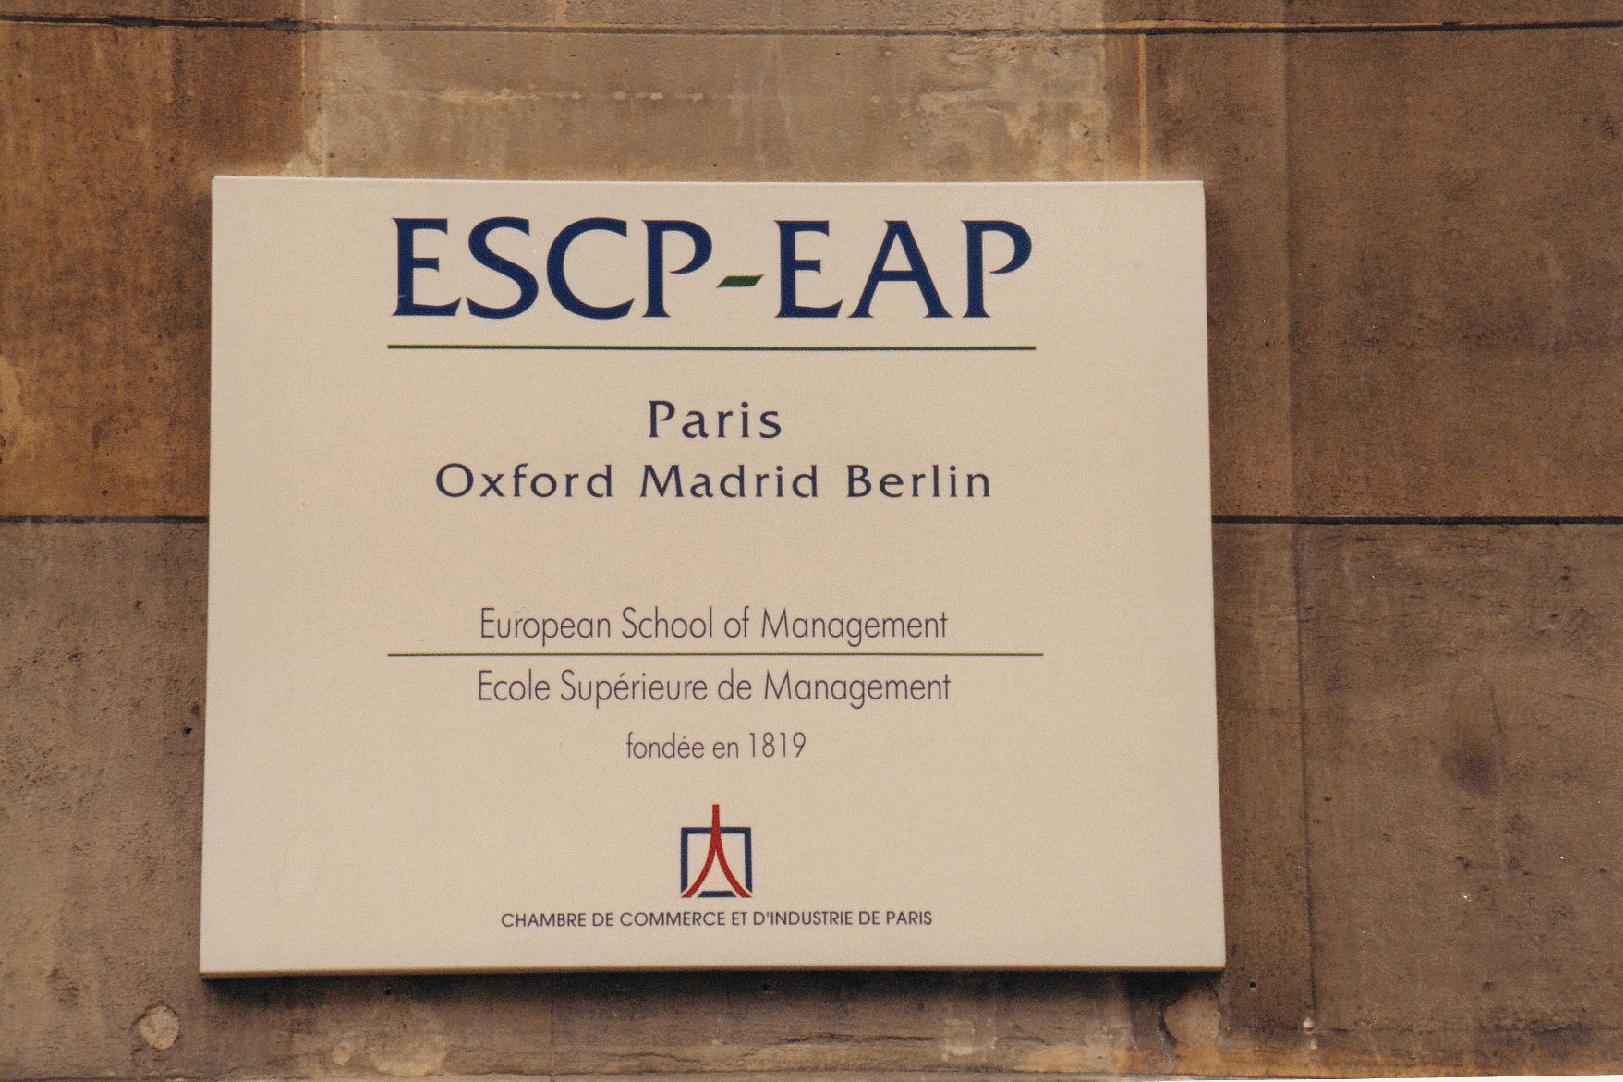 ESCP-EAP
Paris
Oxford Madrid Berlin
European School of Management
Ecole Supérieure de Management
fondée en 1819
CHAMBRE DE COMMERCE ET D'INDUSTRIE DE PARIS